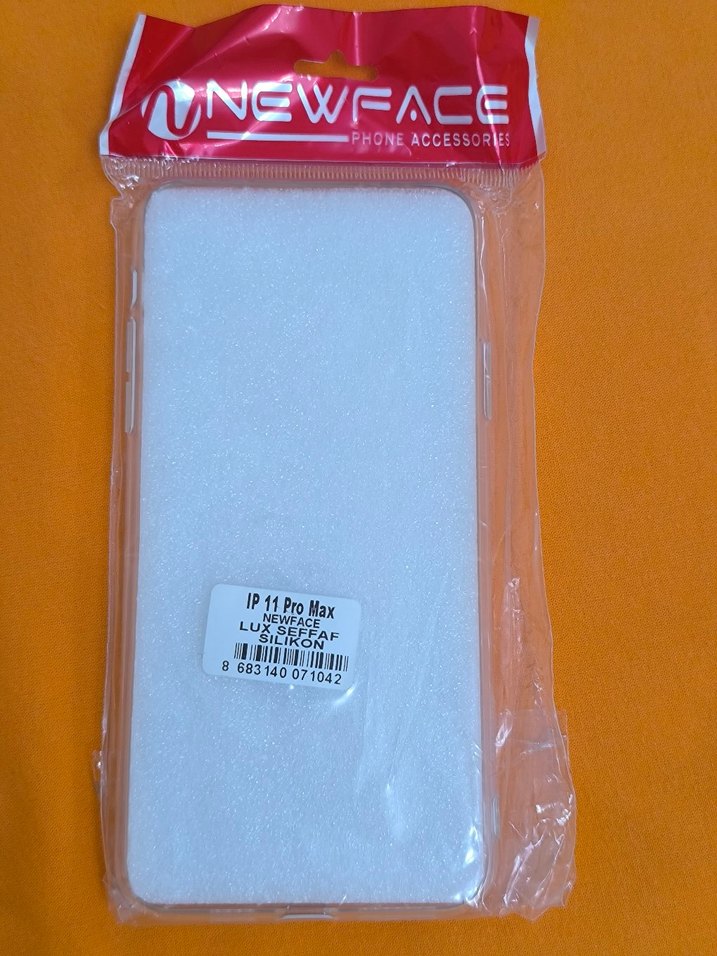 NEWFACE
PHONE ACCESSORIES
IP 11 Pro Max
NEWFACE
LUX SEFFAF
SILIKON
8 683140 071042